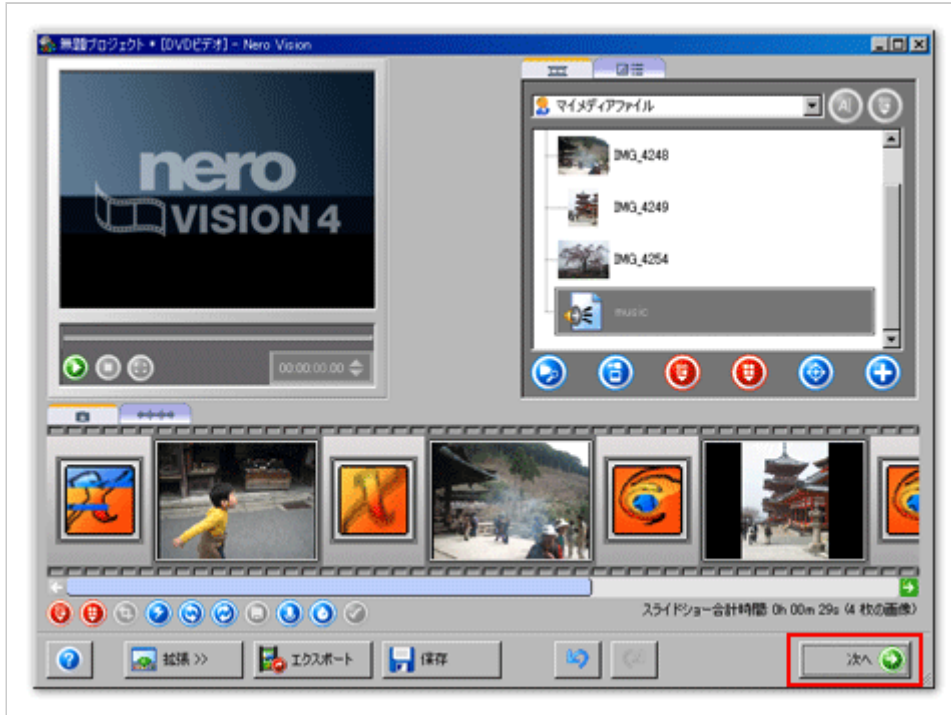 無題プロジェクト * [DVDビデオ] - Nero Vision
nero
VISION 4
マイメディアファイル
IMG_4248
IMG_4249
IMG_4254
music
00:00:00.00
スライドショー合計時間 0h 00m 29s (4 枚の画像)
拡張 >>
エクスポート
保存
次へ